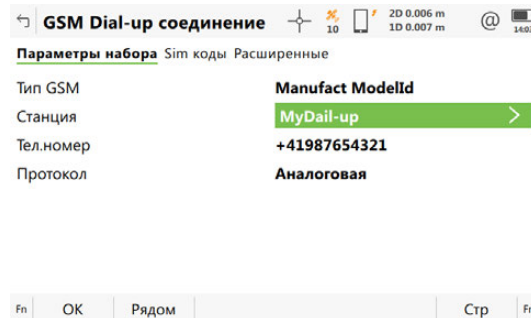 GSM Dial-up соединение 10 2D 0.006 m 1D 0.007 m @
Параметры набора Sim коды Расширенные
Тип GSM Manufact ModelId
Станция MyDail-up
Тел.номер +41987654321
Протокол Аналоговая
Fn OK Рядом Стр